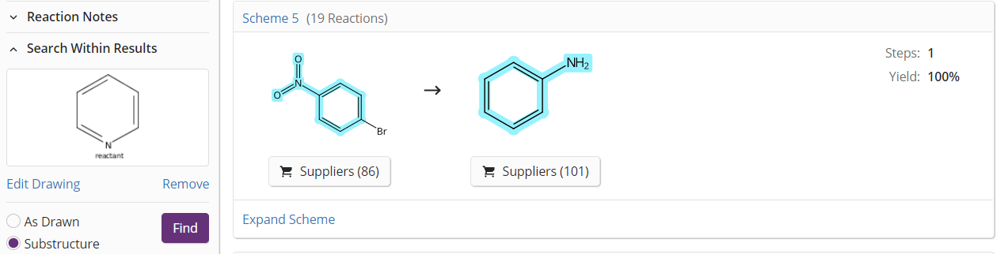 Reaction Notes
Search Within Results
N
reactant
Edit Drawing
Remove
As Drawn
Substructure
Find
Scheme 5 (19 Reactions)
O
N
O
Br
→
NH₂
Steps: 1
Yield: 100%
Suppliers (86)
Suppliers (101)
Expand Scheme